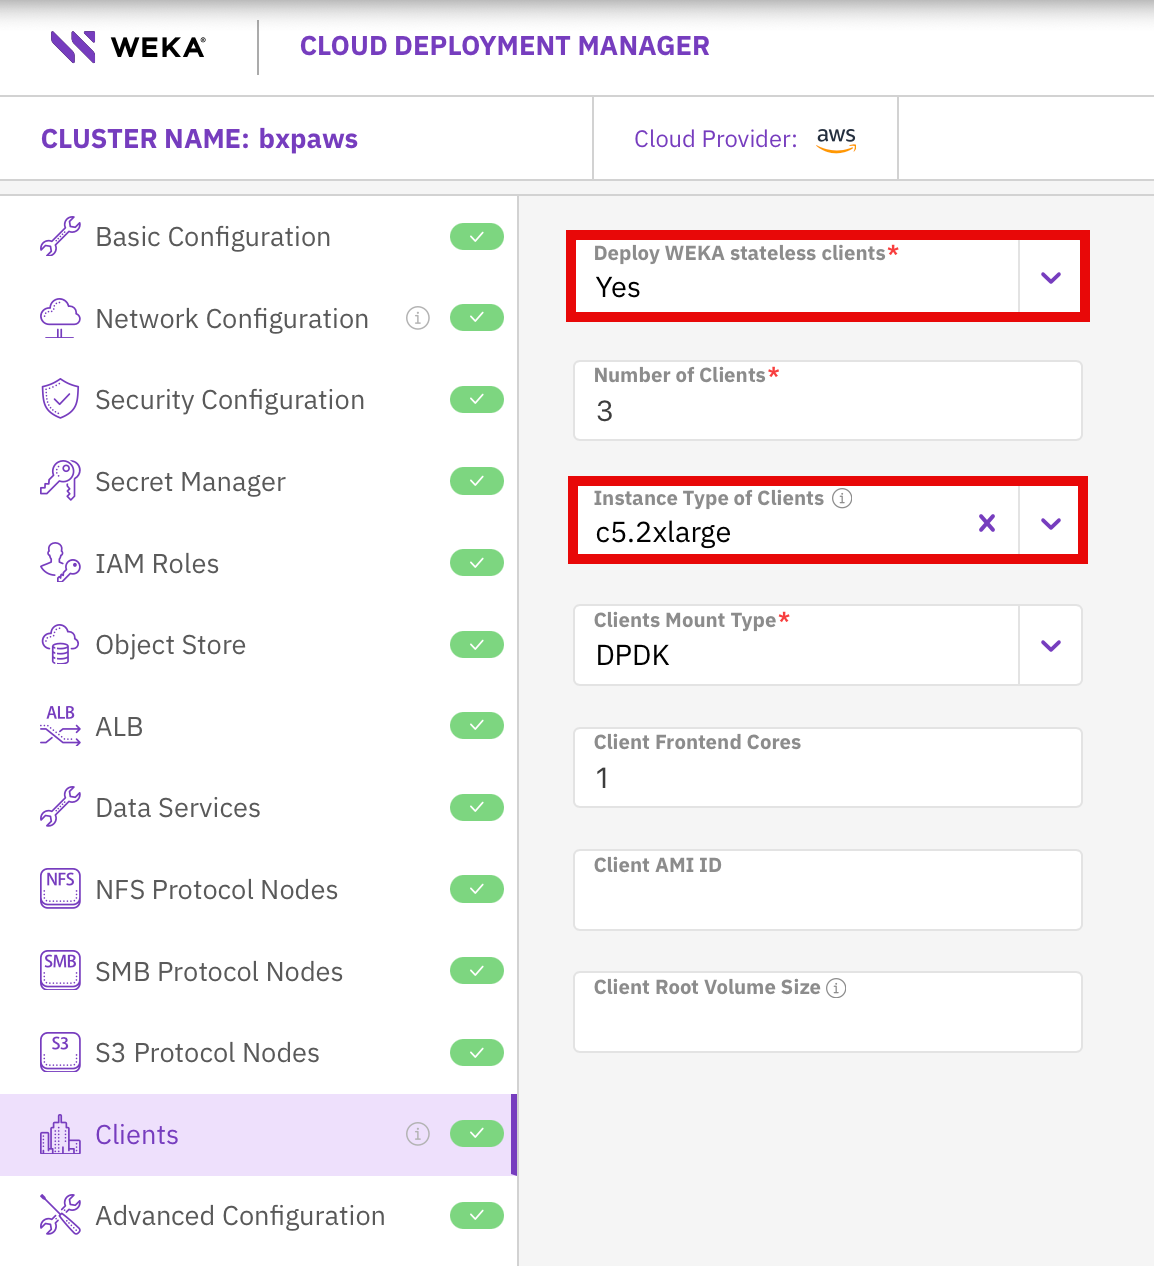 WEKA®
CLOUD DEPLOYMENT MANAGER
CLUSTER NAME: bxpaws
Cloud Provider: aws
Basic Configuration
Network Configuration i
Security Configuration
Secret Manager
IAM Roles
Object Store
ALB
ALB
Data Services
NFS
NFS Protocol Nodes
SMB
SMB Protocol Nodes
S3
S3 Protocol Nodes
Clients i
Advanced Configuration
Deploy WEKA stateless clients*
Yes
Number of Clients*
3
Instance Type of Clients i
c5.2xlarge
Clients Mount Type*
DPDK
Client Frontend Cores
1
Client AMI ID
Client Root Volume Size i